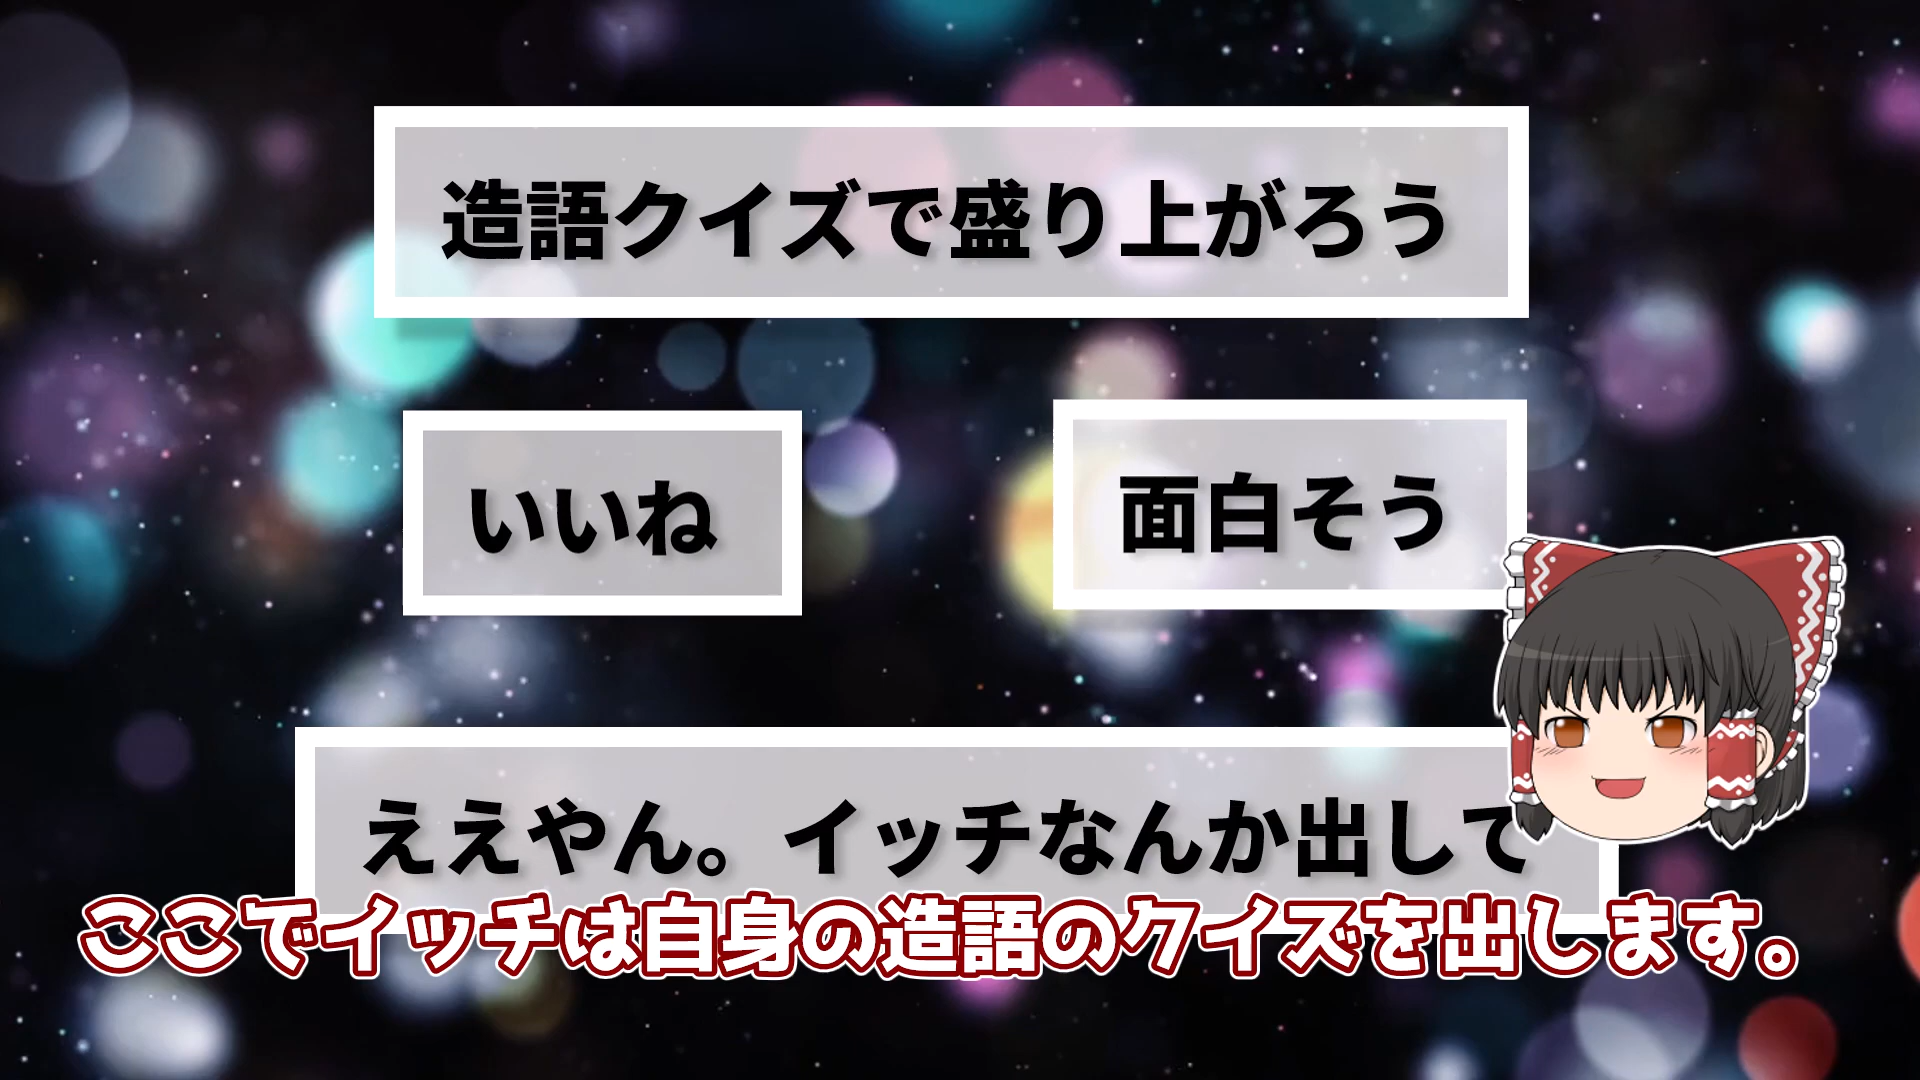 造語クイズで盛り上がろう
いいね
面白そう
ええやん。イッチなんか出して
ここでイッチは自身の造語のクイズを出します。